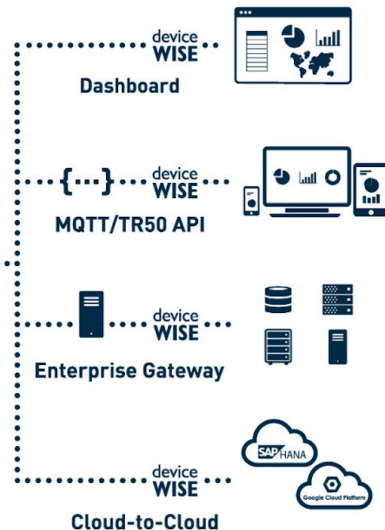 device
WISE
Dashboard
{...}
device
WISE
MQTT/TR50 API
device
WISE
Enterprise Gateway
device
WISE
SAP HANA
Google Cloud Platform
Cloud-to-Cloud